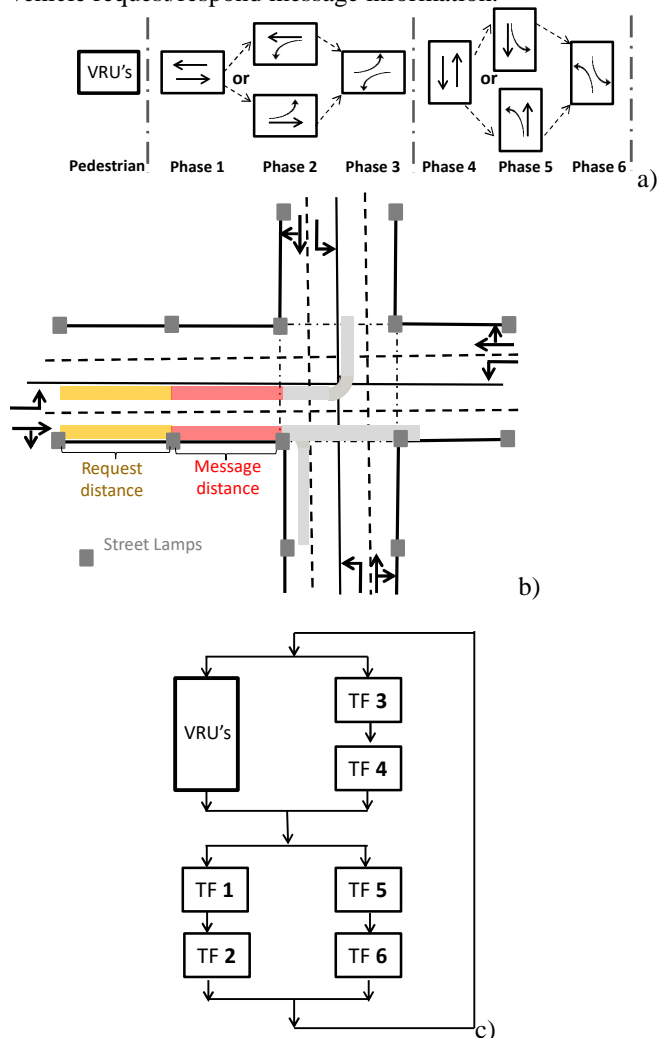 vehicle request/respond message information.
VRU's
or
or
Pedestrian Phase 1 Phase 2 Phase 3 Phase 4 Phase 5 Phase 6
a)
Request distance
Message distance
Street Lamps
b)
VRU's
TF 3
TF 4
TF 1
TF 5
TF 2
TF 6
c)